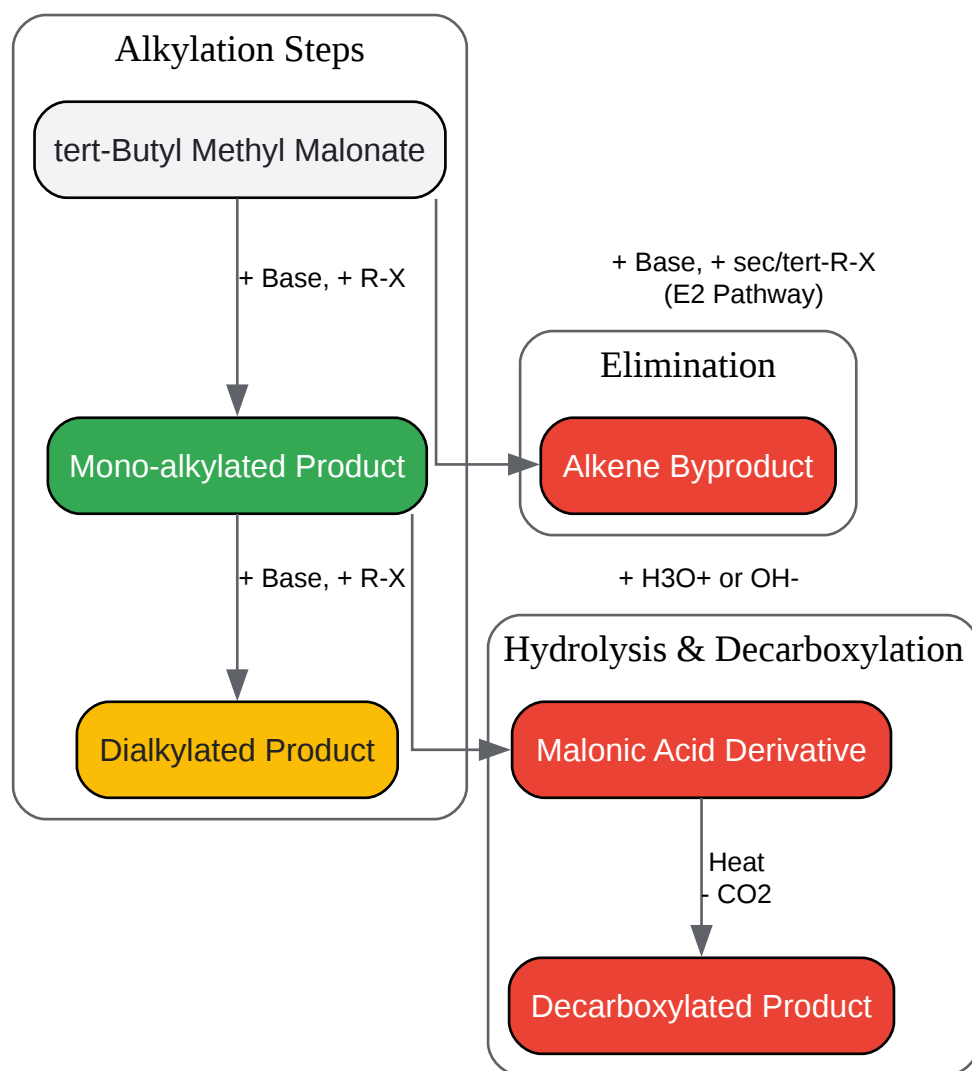 Alkylation Steps
tert-Butyl Methyl Malonate
+ Base, + R-X
+ Base, + sec/tert-R-X
(E2 Pathway)
Elimination
Mono-alkylated Product
Alkene Byproduct
+ Base, + R-X
+ H3O+ or OH-
Hydrolysis & Decarboxylation
Dialkylated Product
Malonic Acid Derivative
Heat
- CO2
Decarboxylated Product